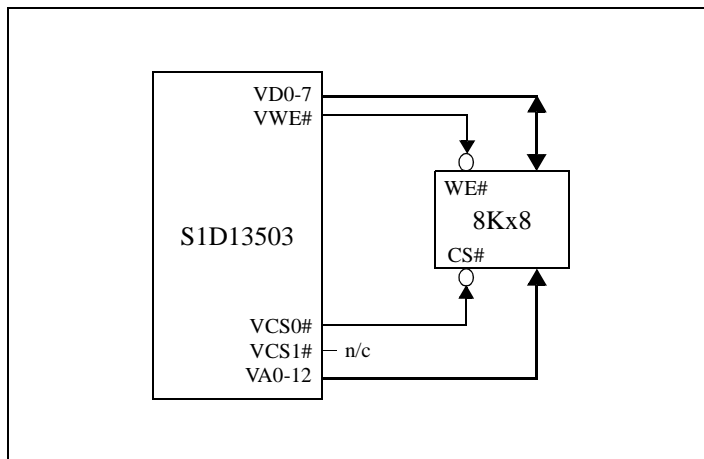 VD0-7
VWE#
WE#
8Kx8
S1D13503
CS#
VCS0#
VCS1#
n/c
VA0-12